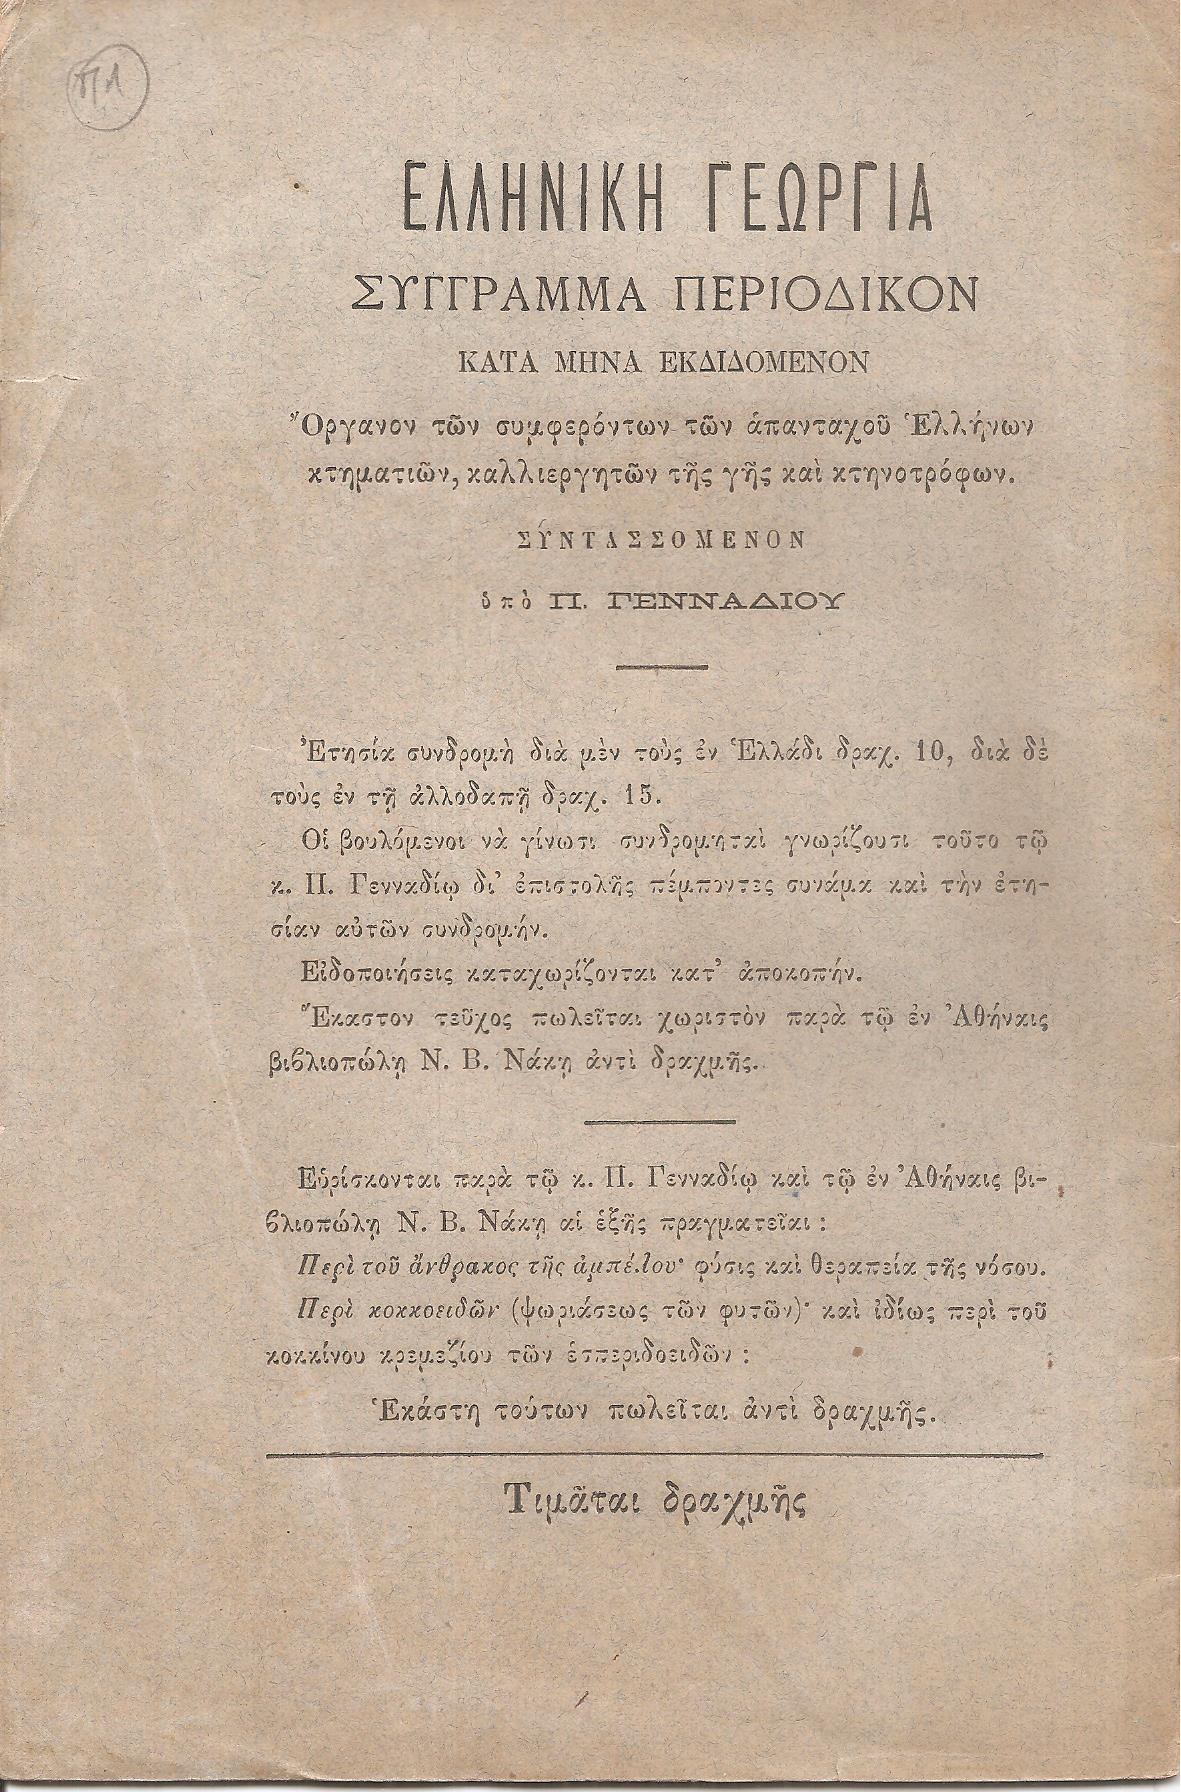 ΕΛΛΗΝΙΚΗ ΓΕΩΡΓΙΑ
ΣΥΓΓΡΑΜΜΑ ΠΕΡΙΟΔΙΚΟΝ
ΚΑΤΑ ΜΗΝΑ ΕΚΔΙΔΟΜΕΝΟΝ
Ὄργανον τῶν συμφερόντων τῶν ἁπανταχοῦ Ἑλλήνων
κτηματιῶν, καλλιεργητῶν τῆς γῆς καὶ κτηνοτρόφων.
ΣΥΝΤΑΣΣΟΜΕΝΟΝ
ὑπὸ Π. ΓΕΝΝΑΔΙΟΥ
Ἐτησία συνδρομὴ διὰ μὲν τοὺς ἐν Ἑλλάδι δραχ. 10, διὰ δὲ
τοὺς ἐν τῇ ἀλλοδαπῇ δραχ. 15.
Οἱ βουλόμενοι νὰ γίνωσι συνδρομηταὶ γνωρίζουσι τοῦτο τῷ
κ. Π. Γενναδίῳ δι’ ἐπιστολῆς πέμποντες συνάμα καὶ τὴν ἐτη-
σίαν αὐτῶν συνδρομήν.
Εἰδοποιήσεις καταχωρίζονται κατ’ ἀποκοπήν.
Ἕκαστον τεῦχος πωλεῖται χωριστὸν παρὰ τῷ ἐν Ἀθήναις
βιϐλιοπώλῃ Ν. Β. Νάκῃ ἀντὶ δραχμῆς.
Εὑρίσκονται παρὰ τῷ κ. Π. Γενναδίῳ καὶ τῷ ἐν Ἀθήναις βι-
ϐλιοπώλῃ Ν. Β. Νάκῃ αἱ ἑξῆς πραγματεῖαι :
Περὶ τοῦ ἄνθρακος τῆς ἀμπέλου· φύσις καὶ θεραπεία τῆς νόσου.
Περὶ κοκκοειδῶν (ψωριάσεως τῶν φυτῶν)· καὶ ἰδίως περὶ τοῦ
κοκκίνου κρεμεζίου τῶν ἑσπεριδοειδῶν :
Ἑκάστη τούτων πωλεῖται ἀντὶ δραχμῆς.
Τιμᾶται δραχμῆς